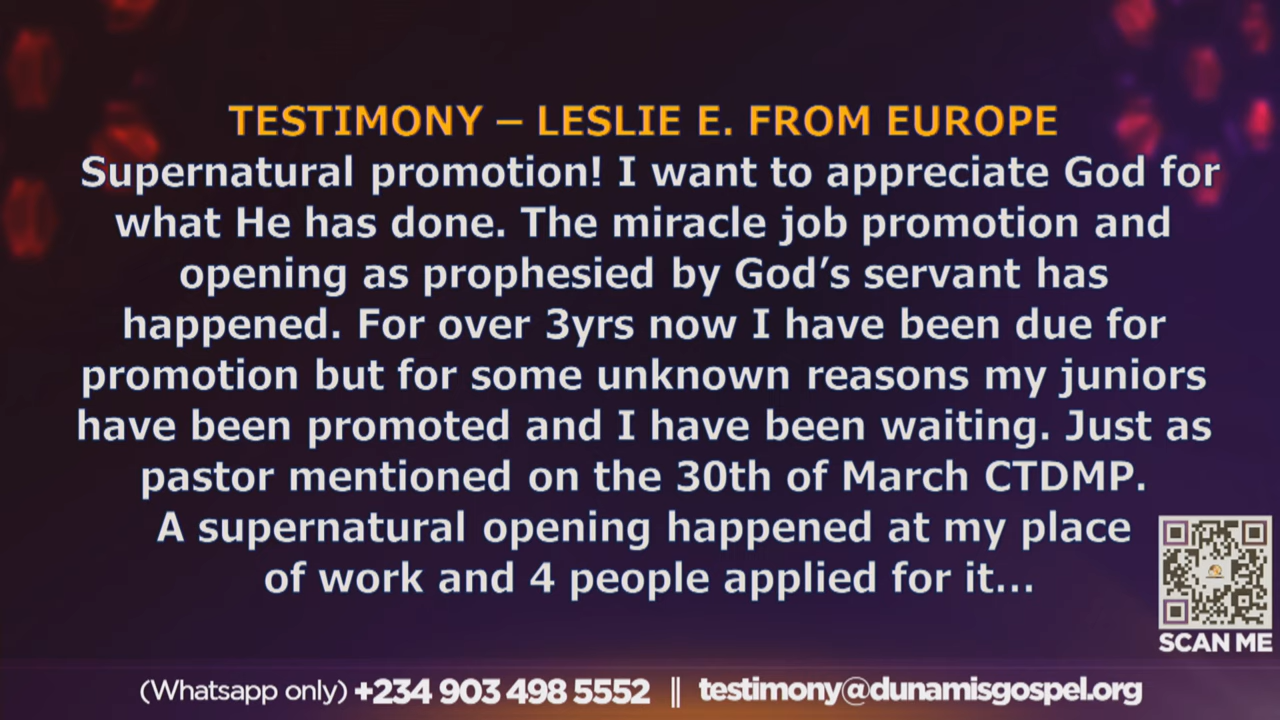 TESTIMONY – LESLIE E. FROM EUROPE
Supernatural promotion! I want to appreciate God for
what He has done. The miracle job promotion and
opening as prophesied by God’s servant has
happened. For over 3yrs now I have been due for
promotion but for some unknown reasons my juniors
have been promoted and I have been waiting. Just as
pastor mentioned on the 30th of March CTDMP.
A supernatural opening happened at my place
of work and 4 people applied for it...
SCAN ME
(Whatsapp only) +234 903 498 5552 || testimony@dunamisgospel.org